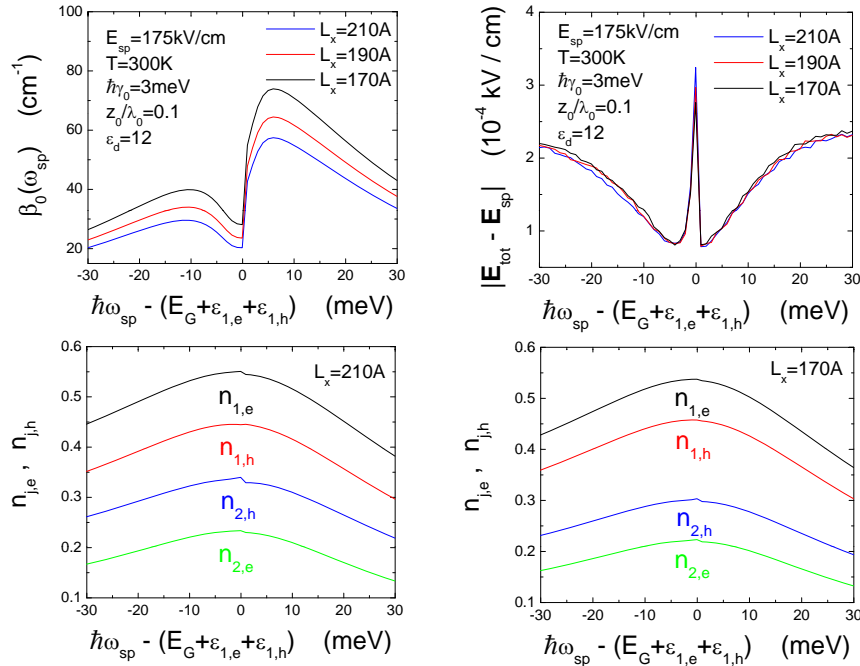 E_sp=175kV/cm
T=300K
ℏγ_0=3meV
z_0/λ_0=0.1
ε_d=12
L_x=210A
L_x=190A
L_x=170A
β_0(ω_sp) (cm^-1)
100
80
60
40
20
-30 -20 -10 0 10 20 30
ℏω_sp - (E_G+ε_1,e+ε_1,h) (meV)
E_sp=175kV/cm
T=300K
ℏγ_0=3meV
z_0/λ_0=0.1
ε_d=12
L_x=210A
L_x=190A
L_x=170A
|E_tot - E_sp| (10^-4 kV / cm)
4
3
2
1
-30 -20 -10 0 10 20 30
ℏω_sp - (E_G+ε_1,e+ε_1,h) (meV)
L_x=210A
n_1,e
n_1,h
n_2,h
n_2,e
n_j,e , n_j,h
0.6
0.5
0.4
0.3
0.2
0.1
-30 -20 -10 0 10 20 30
ℏω_sp - (E_G+ε_1,e+ε_1,h) (meV)
L_x=170A
n_1,e
n_1,h
n_2,h
n_2,e
n_j,e , n_j,h
0.6
0.5
0.4
0.3
0.2
0.1
-30 -20 -10 0 10 20 30
ℏω_sp - (E_G+ε_1,e+ε_1,h) (meV)